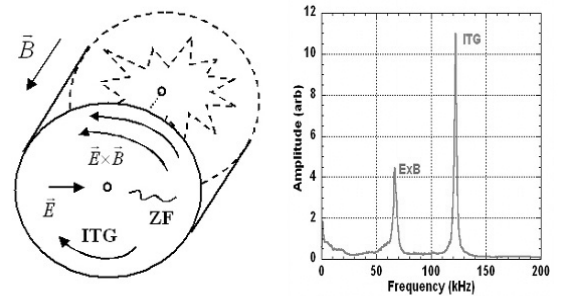 B
E×B
E
ZF
ITG
12
10
8
6
4
2
0
Amplitude (arb)
ITG
ExB
0 50 100 150 200
Frequency (kHz)